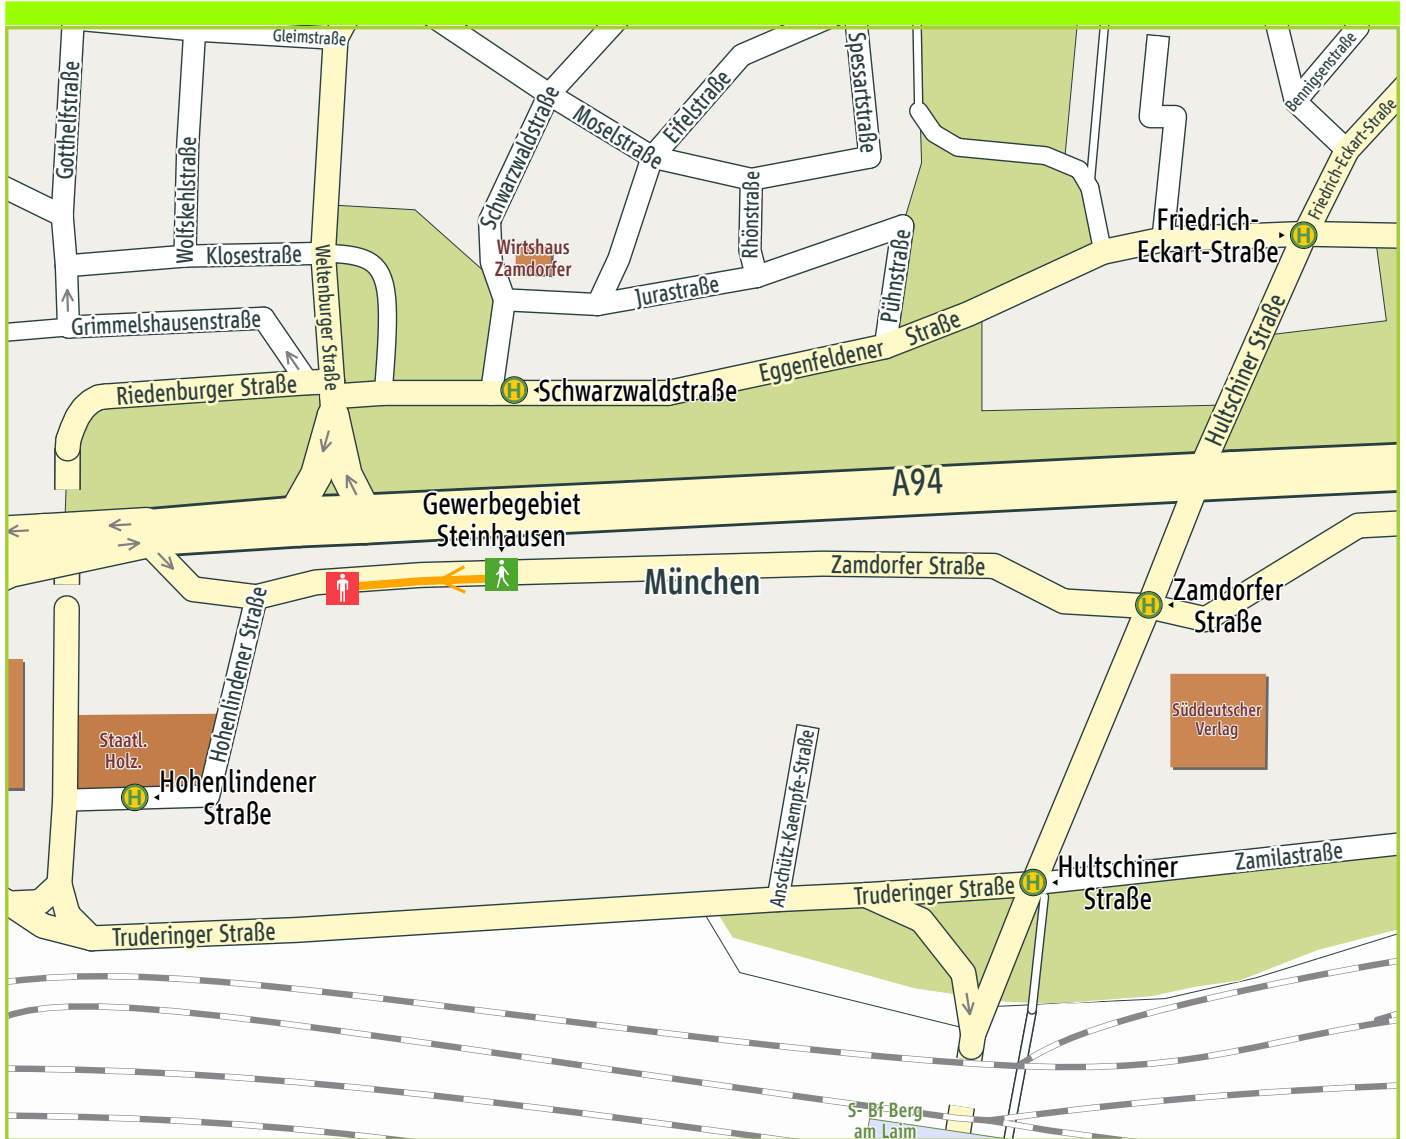 Gleimstraße
Gotthelfstraße
Wolfskehlstraße
Schwarzwaldstraße
Moselstraße
Eifelstraße
Spessartstraße
Bennigsenstraße
Friedrich-Eckart-Straße
Rhönstraße
Klosestraße
Weltenburger Straße
Wirtshaus
Zamdorfer
Pühnstraße
Friedrich-
Eckart-Straße
H
Jurastraße
Grimmelshausenstraße
Hultschiner Straße
Eggenfeldener Straße
Riedenburger Straße
H
Schwarzwaldstraße
A94
Gewerbegebiet
Steinhausen
Zamdorfer Straße
München
H
Zamdorfer
Straße
Hohenlindener Straße
Süddeutscher
Verlag
Staatl.
Holz.
H
Hohenlindener
Straße
Anschütz-Kaempfe-Straße
Zamilastraße
H
Hultschiner
Straße
Truderinger Straße
Truderinger Straße
S- Bf Berg
am Laim